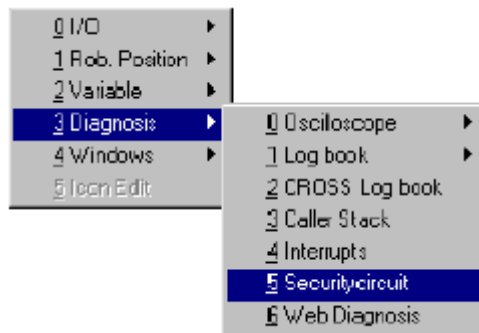 0 I/O
1 Rob. Position
2 Variable
3 Diagnosis
4 Windows
5 Icon Edit
0 Oscilloscope
1 Log book
2 CROSS Log book
3 Caller Stack
4 Interrupts
5 Securitycircuit
6 Web Diagnosis